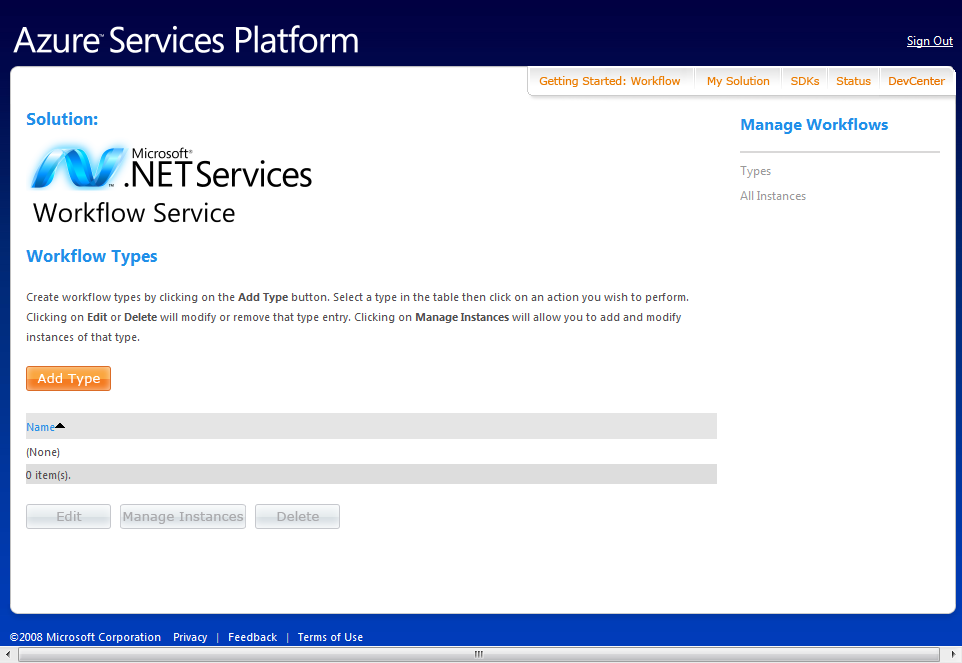 Azure™ Services Platform
Sign Out
Getting Started: Workflow
My Solution
SDKs
Status
DevCenter
Solution:
Microsoft®
.NET Services
™
Workflow Service
Workflow Types
Create workflow types by clicking on the Add Type button. Select a type in the table then click on an action you wish to perform.
Clicking on Edit or Delete will modify or remove that type entry. Clicking on Manage Instances will allow you to add and modify
instances of that type.
Add Type
Name
(None)
0 item(s).
Edit
Manage Instances
Delete
Manage Workflows
Types
All Instances
©2008 Microsoft Corporation Privacy | Feedback | Terms of Use